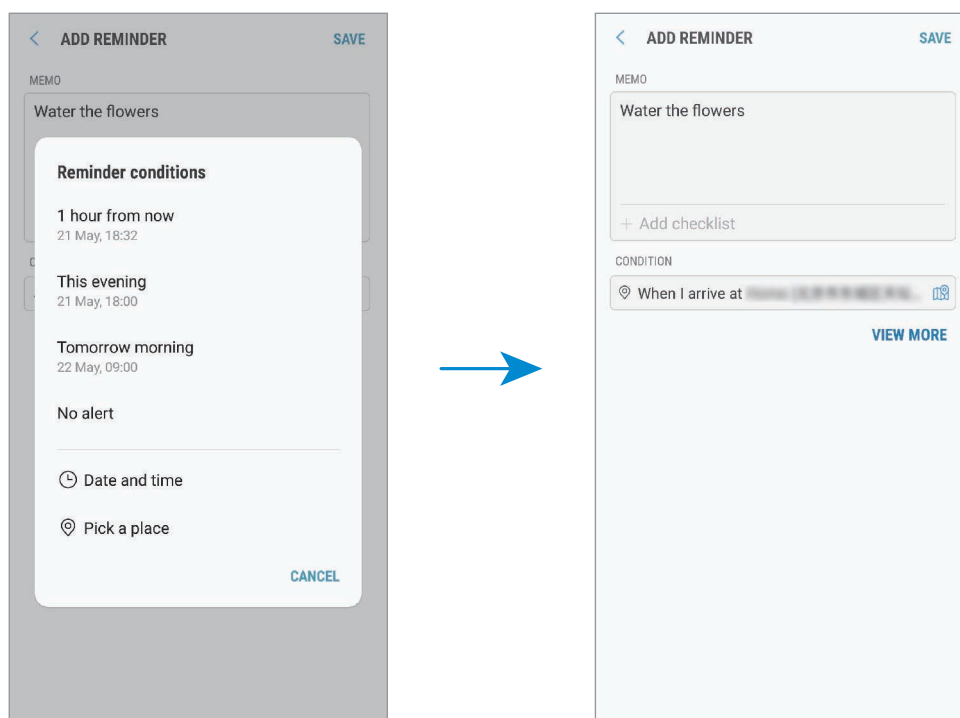 ADD REMINDER
SAVE
MEMO
Water the flowers
Reminder conditions
1 hour from now
21 May, 18:32
This evening
21 May, 18:00
Tomorrow morning
22 May, 09:00
No alert
Date and time
Pick a place
CANCEL
ADD REMINDER
SAVE
MEMO
Water the flowers
+ Add checklist
CONDITION
When I arrive at
VIEW MORE